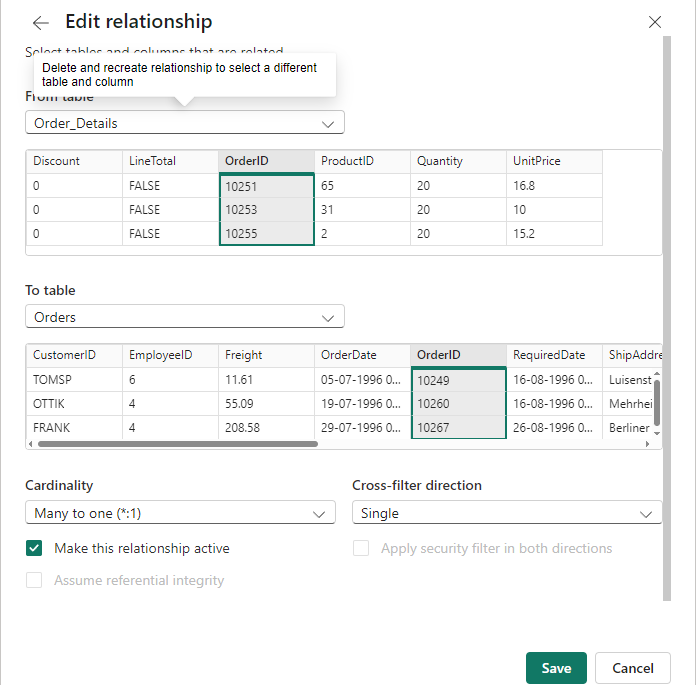 Edit relationship
Select tables and columns that are related.
Delete and recreate relationship to select a different
table and column
From table
Order_Details
Discount LineTotal OrderID ProductID Quantity UnitPrice
0 FALSE 10251 65 20 16.8
0 FALSE 10253 31 20 10
0 FALSE 10255 2 20 15.2
To table
Orders
CustomerID EmployeeID Freight OrderDate OrderID RequiredDate ShipAddre
TOMSP 6 11.61 05-07-1996 0... 10249 16-08-1996 0... Luisenst
OTTIK 4 55.09 19-07-1996 0... 10260 16-08-1996 0... Mehrhei
FRANK 4 208.58 29-07-1996 0... 10267 26-08-1996 0... Berliner
Cardinality Cross-filter direction
Many to one (*:1) Single
Make this relationship active Apply security filter in both directions
Assume referential integrity
Save Cancel